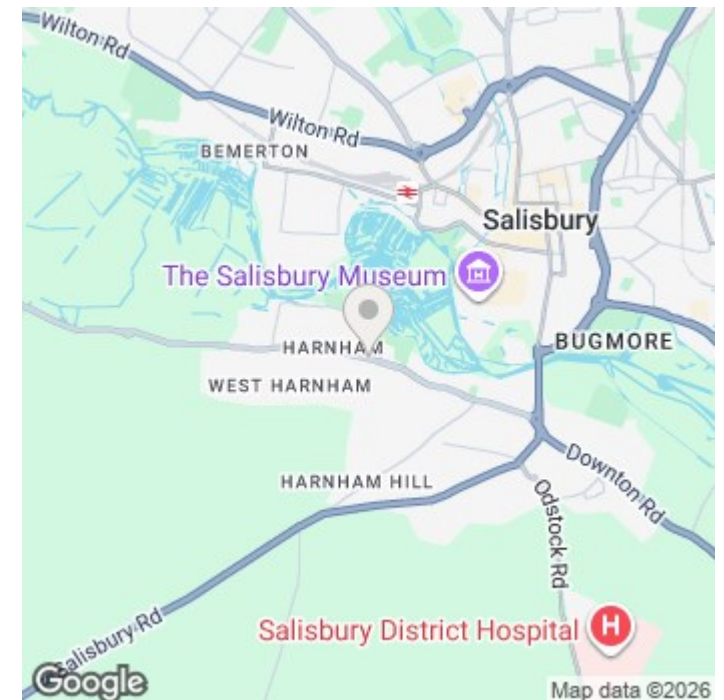 Wilton Rd
Wilton Rd
BEMERTON
Salisbury
The Salisbury Museum
HARNHAM
BUGMORE
WEST HARNHAM
HARNHAM HILL
Downton Rd
Odstock Rd
Salisbury Rd
Salisbury District Hospital
H
Google
Map data ©2026